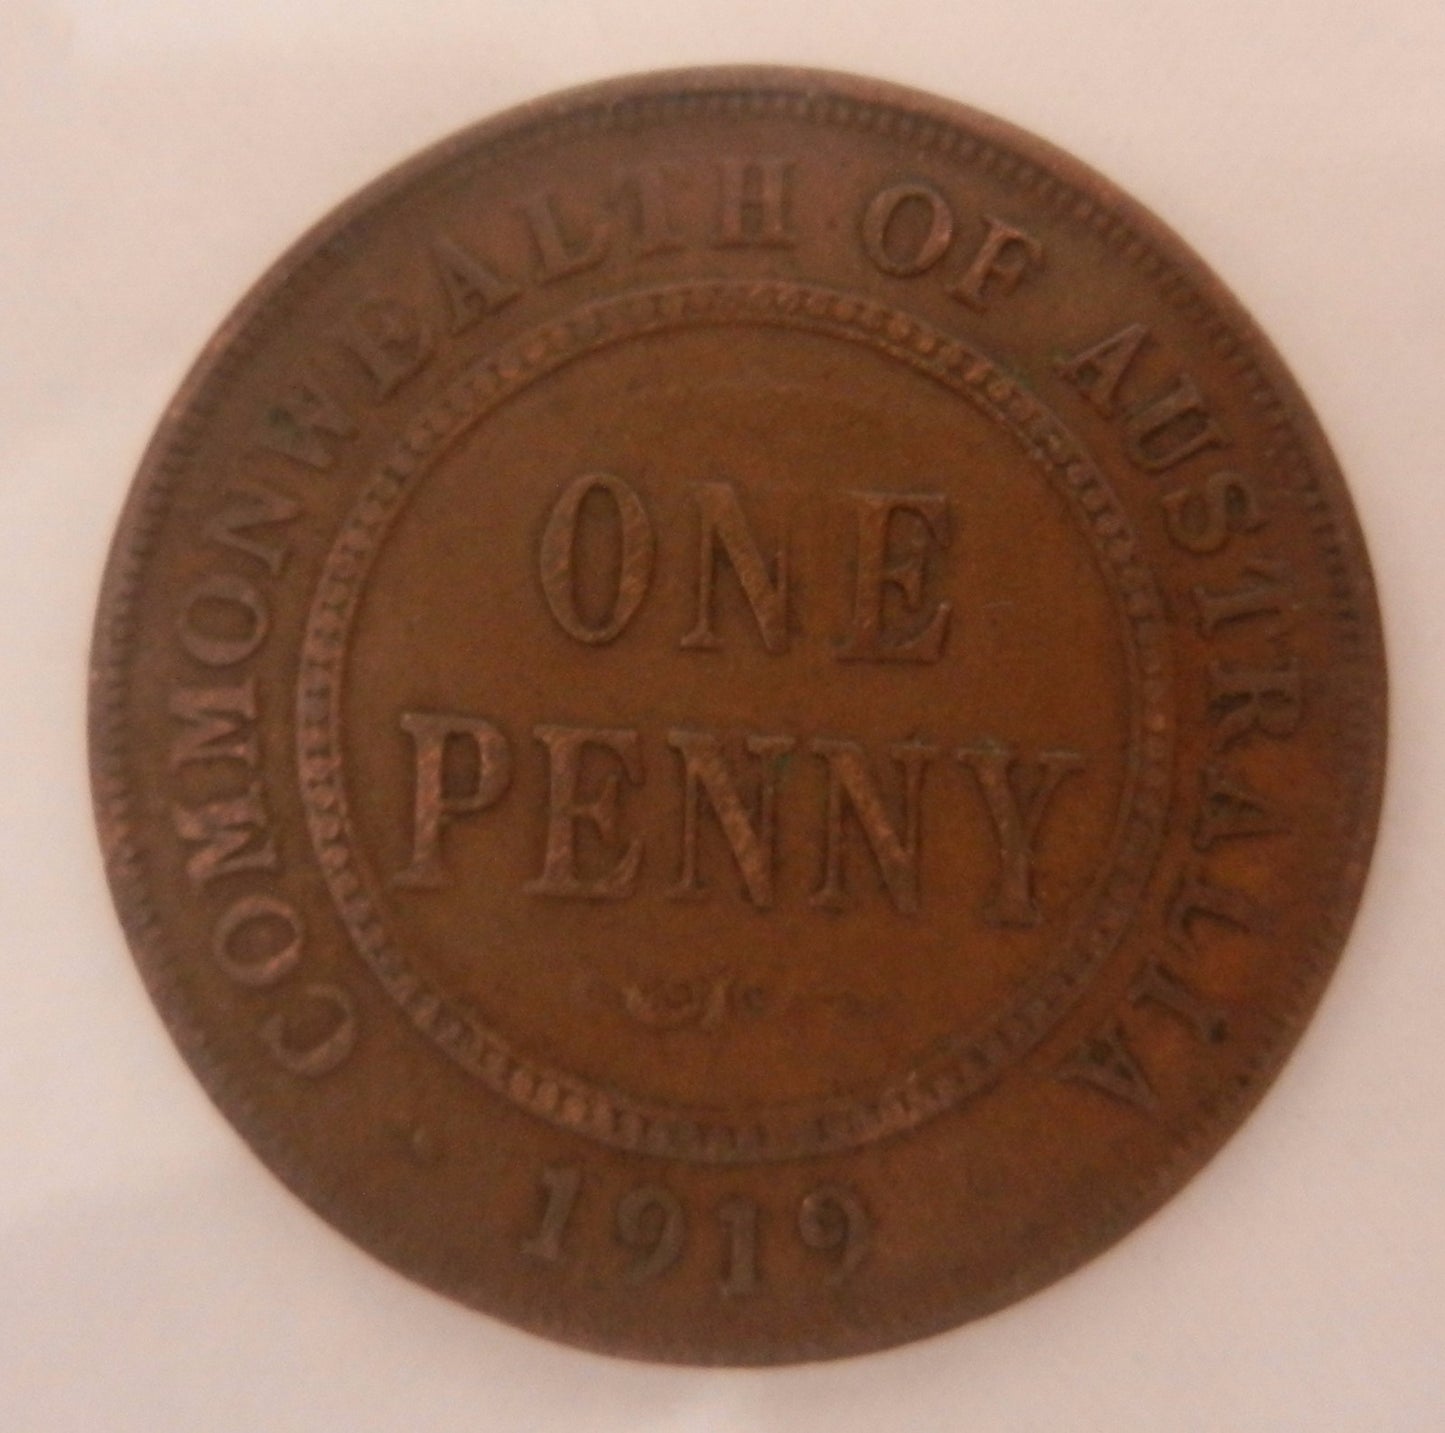 COMMONWEALTH OF AUSTRALIA
ONE
PENNY
1919